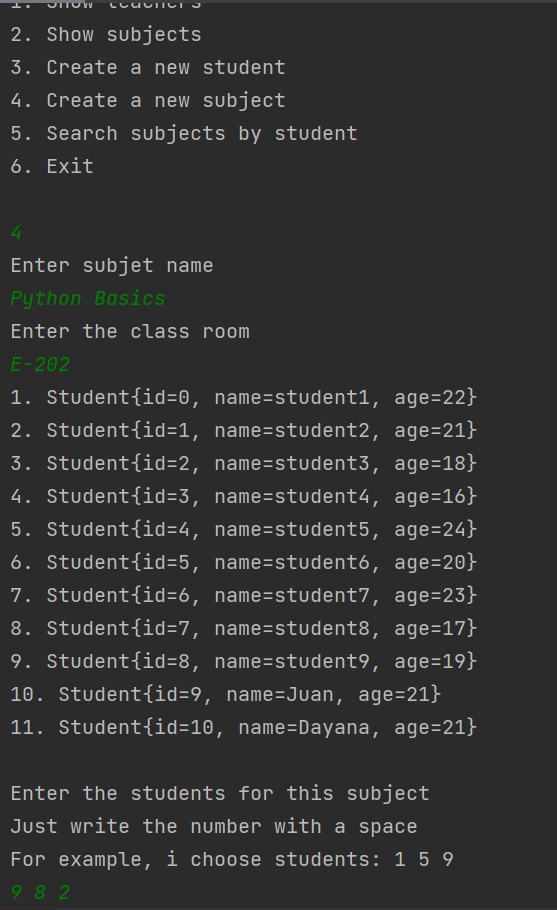 1. Show teachers
2. Show subjects
3. Create a new student
4. Create a new subject
5. Search subjects by student
6. Exit
4
Enter subjet name
Python Basics
Enter the class room
E-202
1. Student{id=0, name=student1, age=22}
2. Student{id=1, name=student2, age=21}
3. Student{id=2, name=student3, age=18}
4. Student{id=3, name=student4, age=16}
5. Student{id=4, name=student5, age=24}
6. Student{id=5, name=student6, age=20}
7. Student{id=6, name=student7, age=23}
8. Student{id=7, name=student8, age=17}
9. Student{id=8, name=student9, age=19}
10. Student{id=9, name=Juan, age=21}
11. Student{id=10, name=Dayana, age=21}
Enter the students for this subject
Just write the number with a space
For example, i choose students: 1 5 9
9 8 2